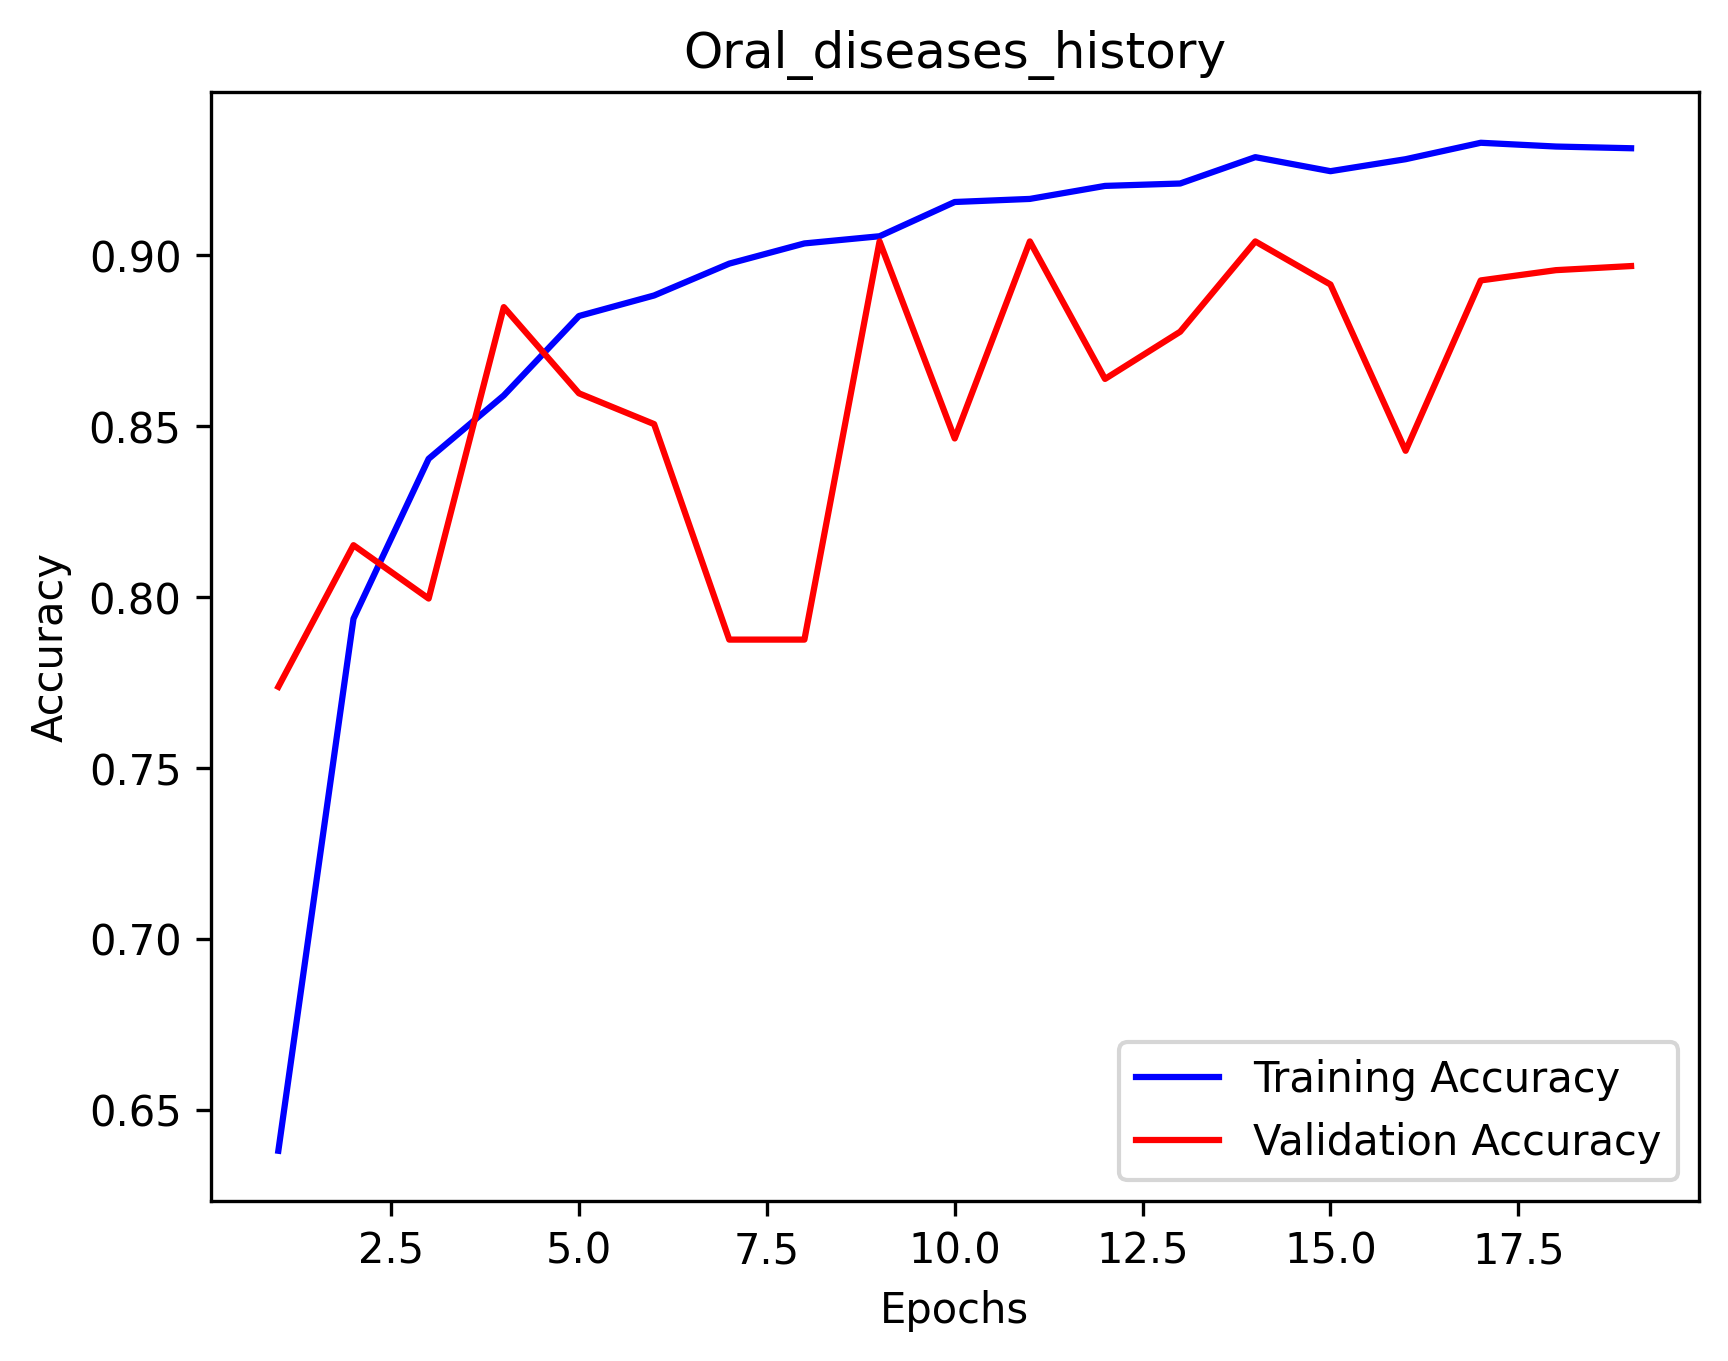 Oral_diseases_history
Accuracy
0.90
0.85
0.80
0.75
0.70
0.65
Training Accuracy
Validation Accuracy
2.5 5.0 7.5 10.0 12.5 15.0 17.5
Epochs